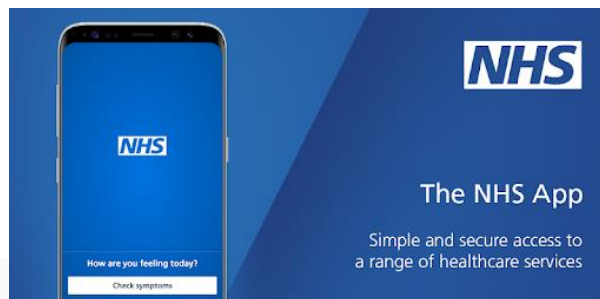 NHS
How are you feeling today?
Check symptoms
NHS
The NHS App
Simple and secure access to
a range of healthcare services